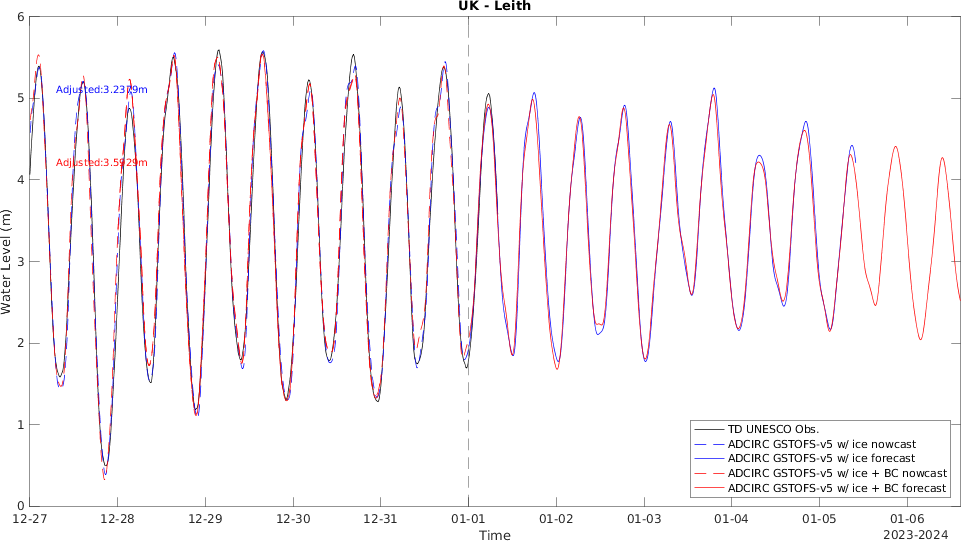 UK - Leith
6
5
4
3
2
1
0
Water Level (m)
Adjusted:3.2379m
Adjusted:3.5929m
TD UNESCO Obs.
ADCIRC GSTOFS-v5 w/ ice nowcast
ADCIRC GSTOFS-v5 w/ ice forecast
ADCIRC GSTOFS-v5 w/ ice + BC nowcast
ADCIRC GSTOFS-v5 w/ ice + BC forecast
12-27 12-28 12-29 12-30 12-31 01-01 01-02 01-03 01-04 01-05 01-06
Time
2023-2024